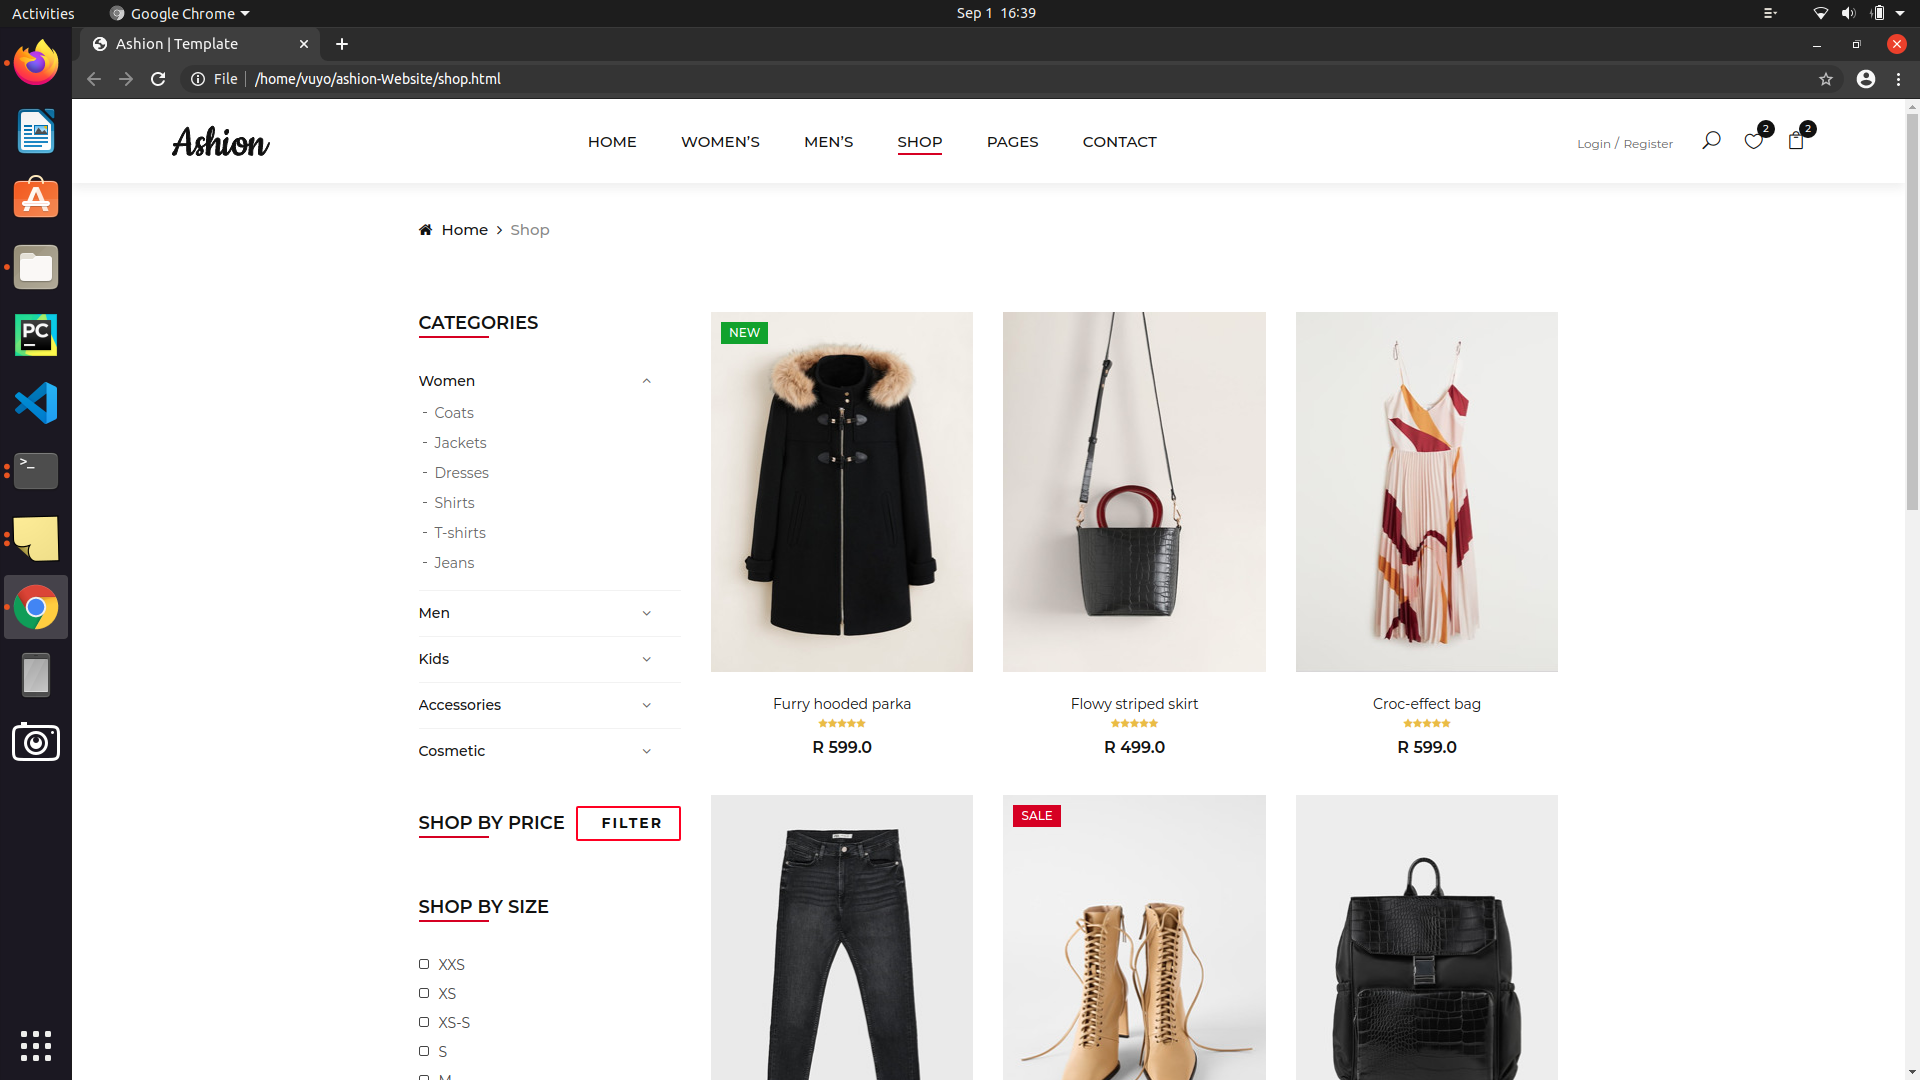 Activities
Google Chrome
Sep 1 16:39
Ashion | Template
File
/home/vuyo/ashion-Website/shop.html
PC
>_
Ashion
HOME
WOMEN’S
MEN’S
SHOP
PAGES
CONTACT
Login / Register
2
2
Home
Shop
CATEGORIES
Women
- Coats
- Jackets
- Dresses
- Shirts
- T-shirts
- Jeans
Men
Kids
Accessories
Cosmetic
SHOP BY PRICE
FILTER
SHOP BY SIZE
XXS
XS
XS-S
S
M
NEW
Furry hooded parka
R 599.0
Flowy striped skirt
R 499.0
Croc-effect bag
R 599.0
SALE